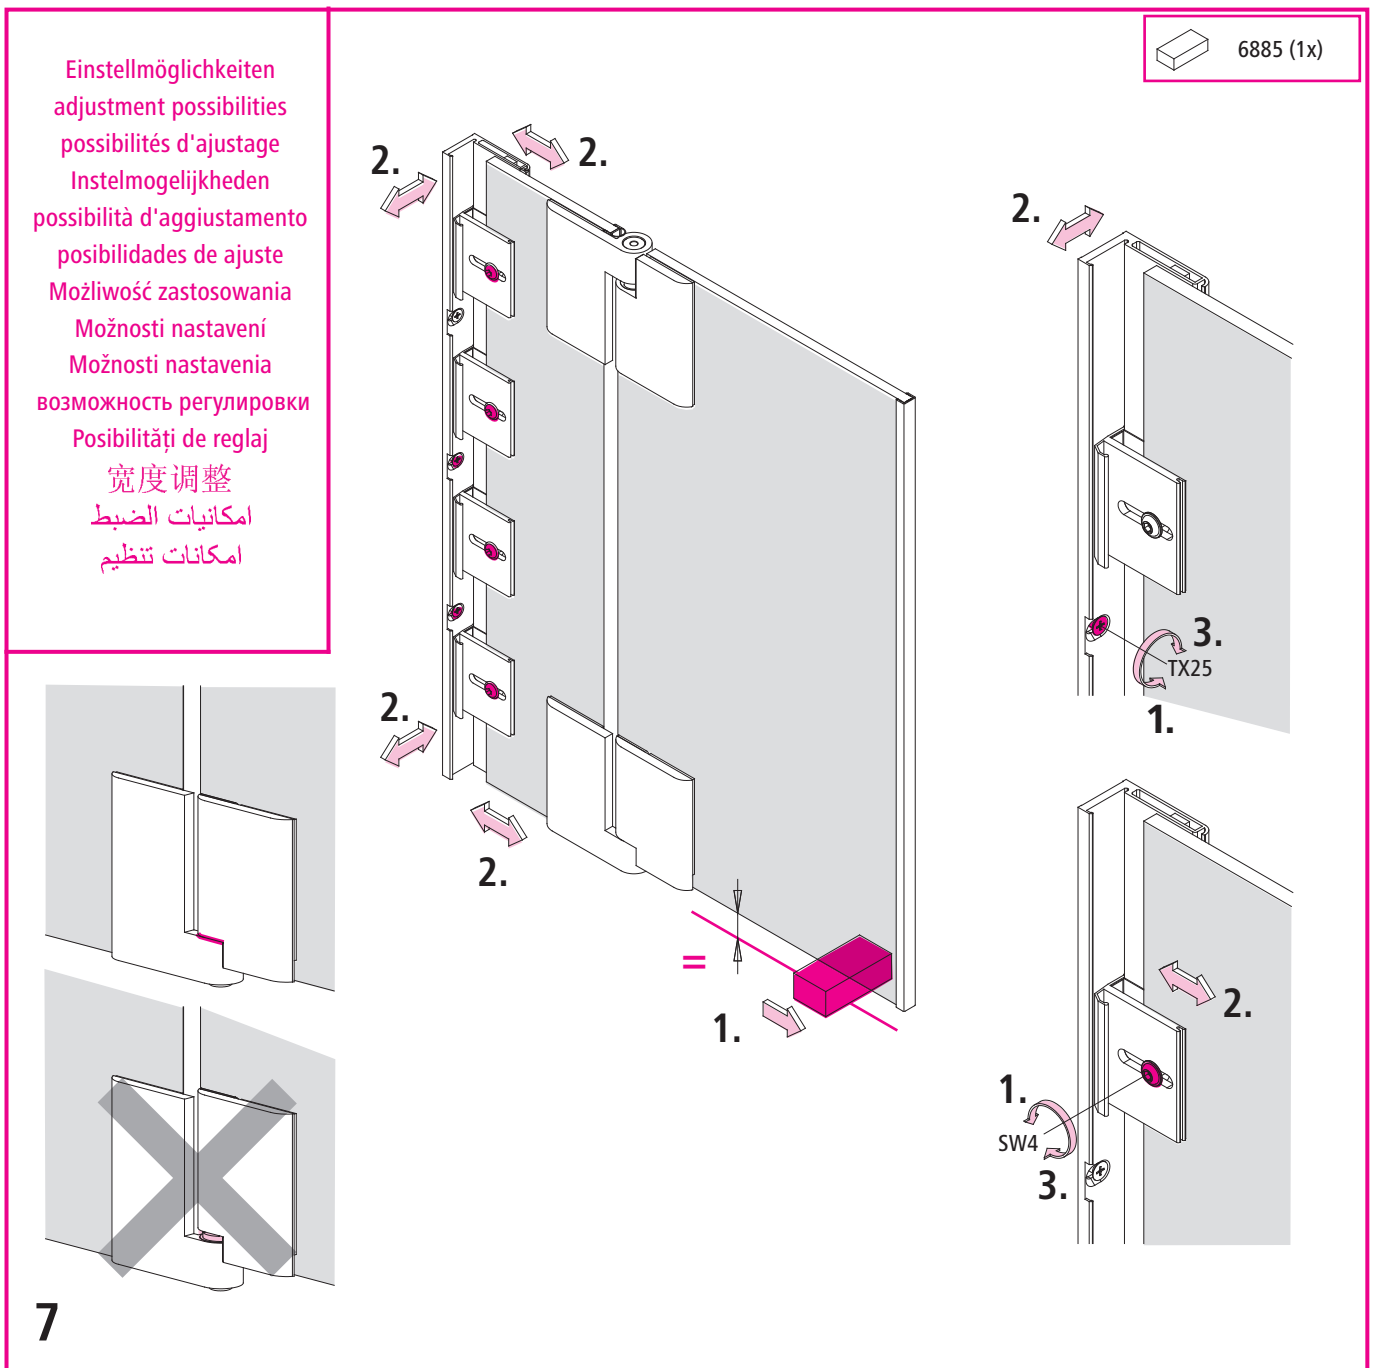 Einstellmöglichkeiten
adjustment possibilities
possibilités d'ajustage
Instelmogelijkheden
possibilità d'aggiustamento
posibilidades de ajuste
Możliwość zastosowania
Možnosti nastavení
Možnosti nastavenia
возможность регулировки
Posibilități de reglaj
宽度调整
امكانيات الضبط
امكانات تنظيم
6885 (1x)
2.
2.
2.
2.
=
1.
2.
3.
TX25
1.
2.
1.
SW4
3.
7